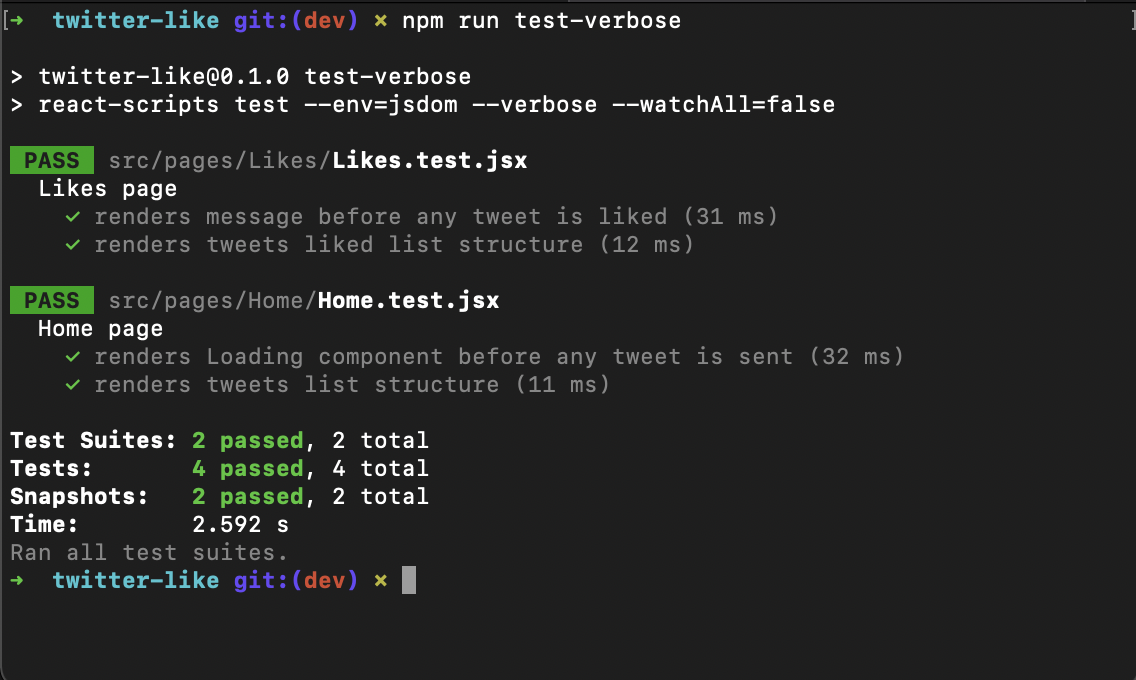 [➜  twitter-like git:(dev) ✗ npm run test-verbose ]
> twitter-like@0.1.0 test-verbose
> react-scripts test --env=jsdom --verbose --watchAll=false
PASS src/pages/Likes/Likes.test.jsx
Likes page
✓ renders message before any tweet is liked (31 ms)
✓ renders tweets liked list structure (12 ms)
PASS src/pages/Home/Home.test.jsx
Home page
✓ renders Loading component before any tweet is sent (32 ms)
✓ renders tweets list structure (11 ms)
Test Suites: 2 passed, 2 total
Tests: 4 passed, 4 total
Snapshots: 2 passed, 2 total
Time: 2.592 s
Ran all test suites.
➜  twitter-like git:(dev) ✗